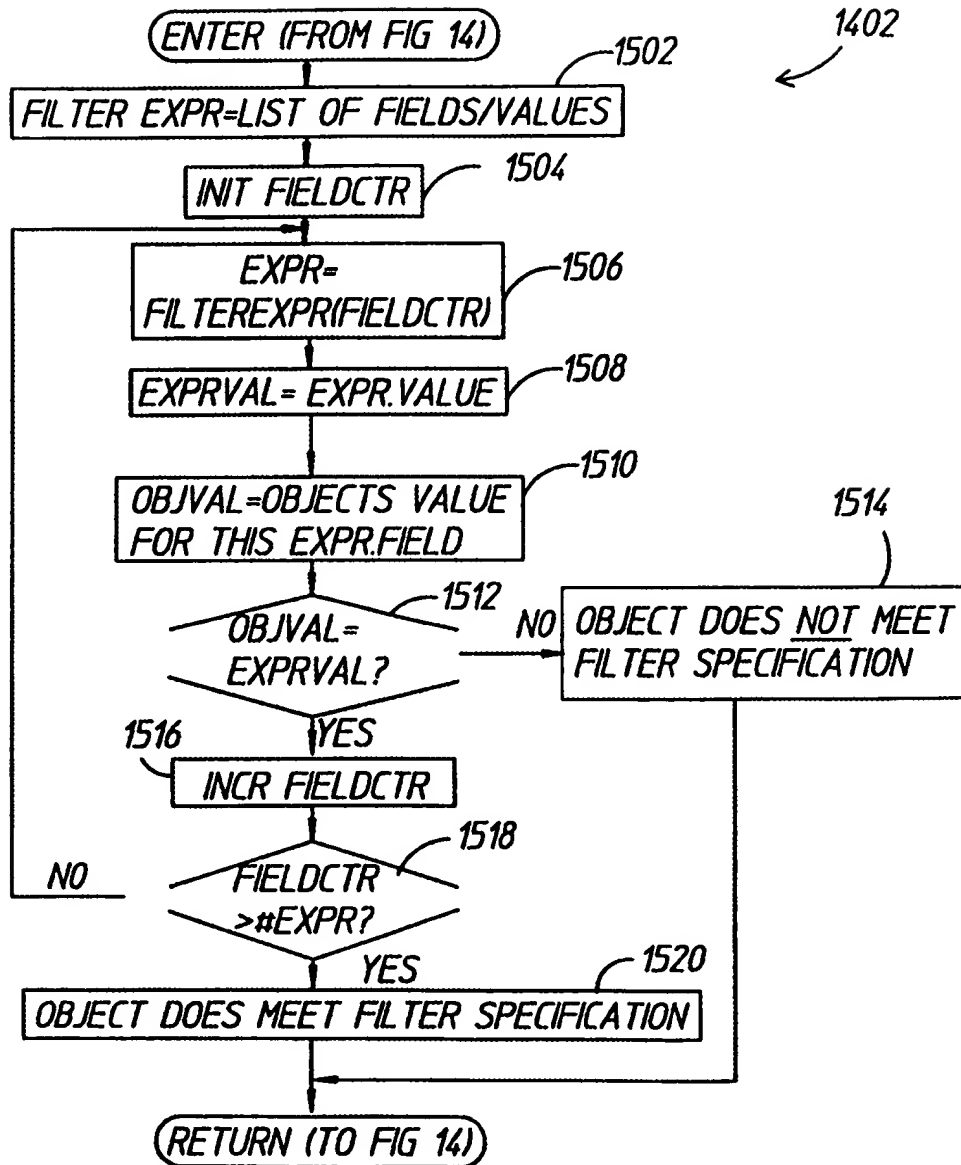 ENTER (FROM FIG 14)
1402
1502
FILTER EXPR=LIST OF FIELDS/VALUES
1504
INIT FIELDCTR
1506
EXPR=
FILTEREXPR(FIELDCTR)
1508
EXPRVAL= EXPR.VALUE
1510
OBJVAL=OBJECTS VALUE
FOR THIS EXPR.FIELD
1514
1512
OBJVAL=
EXPRVAL?
NO
OBJECT DOES NOT MEET
FILTER SPECIFICATION
YES
1516
INCR FIELDCTR
1518
FIELDCTR
>#EXPR?
NO
YES
1520
OBJECT DOES MEET FILTER SPECIFICATION
RETURN (TO FIG 14)